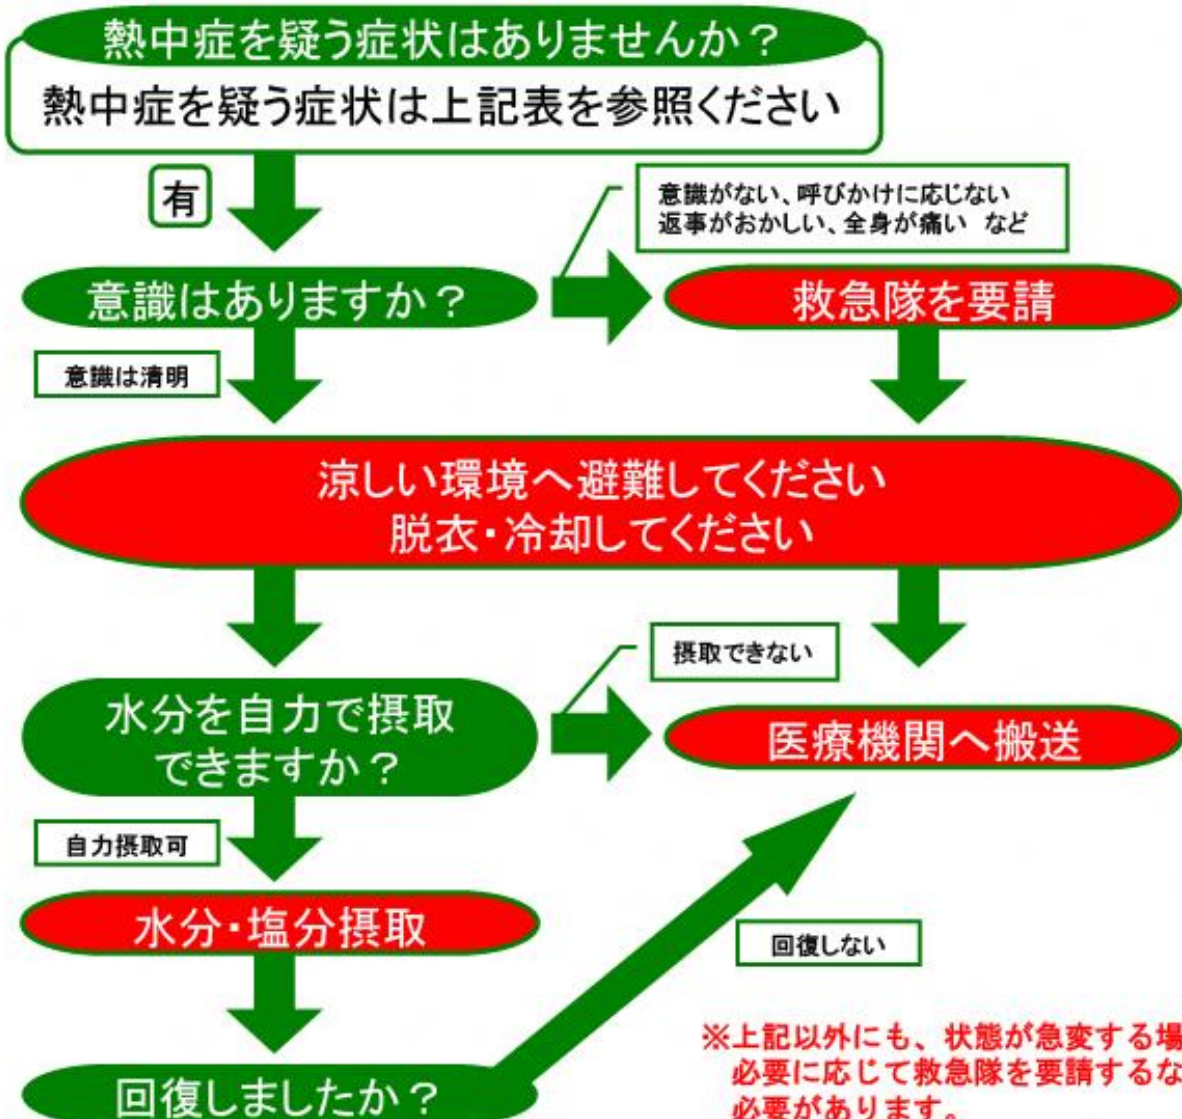 熱中症を疑う症状はありませんか？
熱中症を疑う症状は上記表を参照ください
有
意識がない、呼びかけに応じない
返事がおかしい、全身が痛い など
意識はありますか？
救急隊を要請
意識は清明
涼しい環境へ避難してください
脱衣・冷却してください
摂取できない
水分を自力で摂取
できますか？
医療機関へ搬送
自力摂取可
水分・塩分摂取
回復しない
※上記以外にも、状態が急変する場
必要に応じて救急隊を要請するな
必要があります。
回復しましたか？